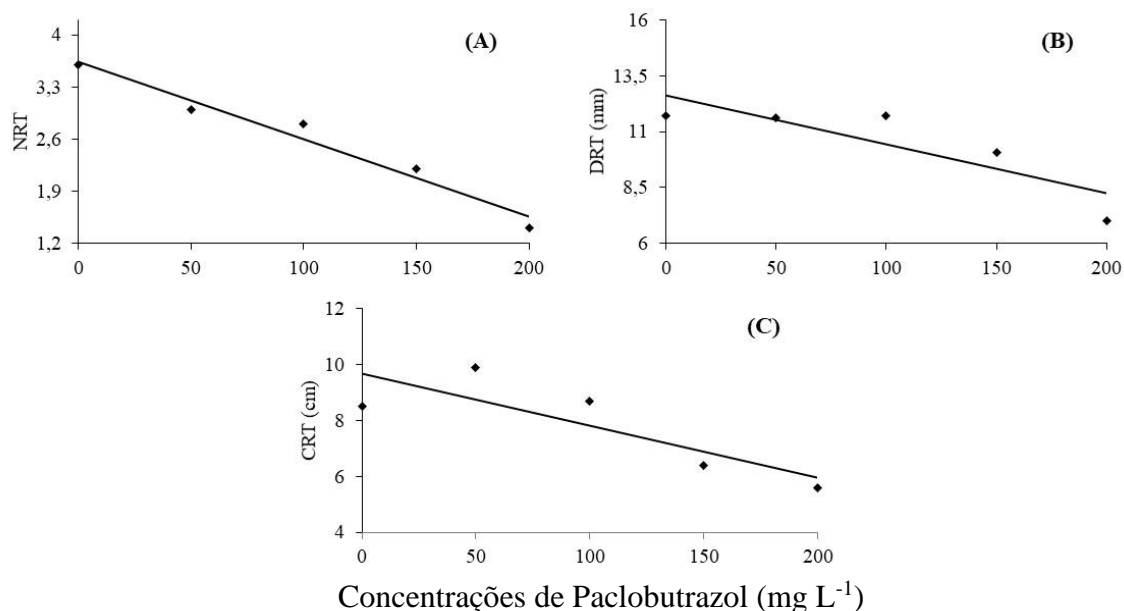 (A)
NRT
4
3,3
2,6
1,9
1,2
0 50 100 150 200
(B)
DRT (mm)
16
13,5
11
8,5
6
0 50 100 150 200
(C)
CRT (cm)
12
10
8
6
4
0 50 100 150 200
Concentrações de Paclobutrazol (mg L⁻¹)